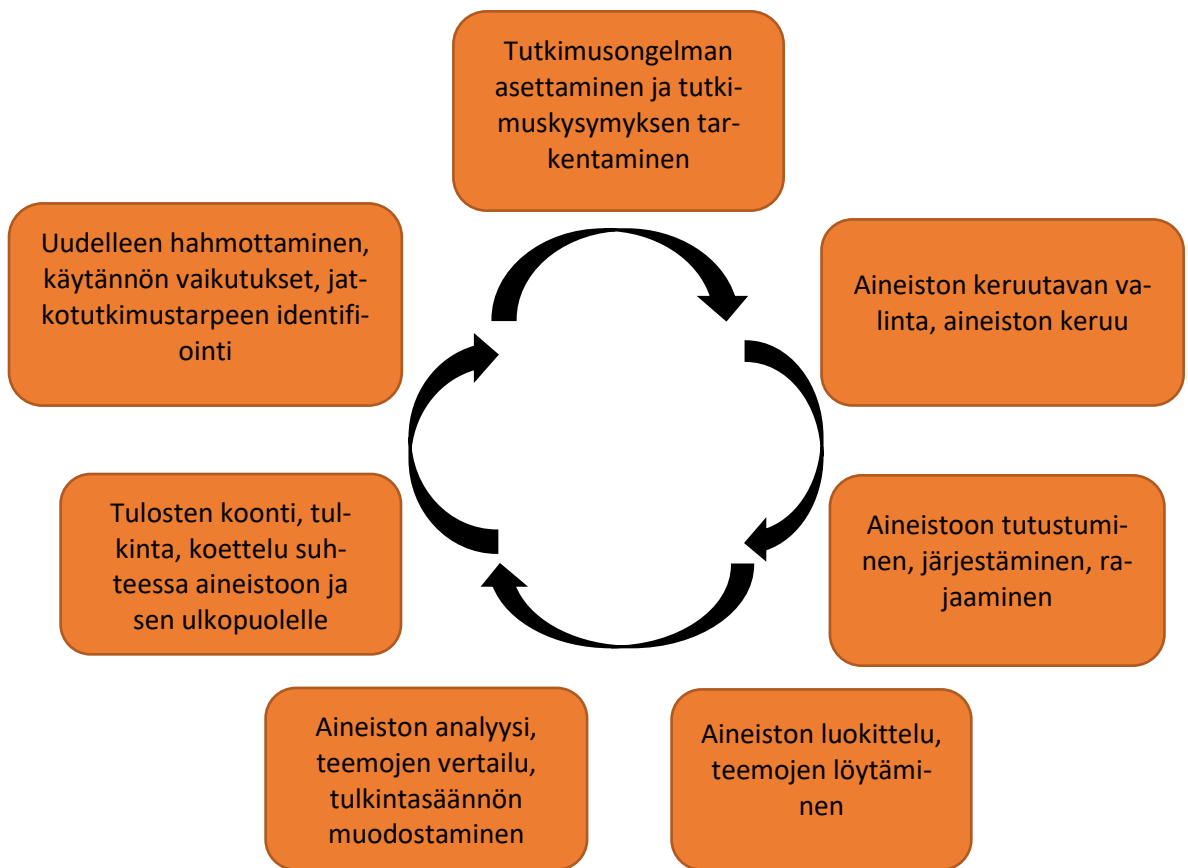 Tutkimusongelman
asettaminen ja tutki-
muskysymyksen tar-
kentaminen
Aineiston keruutavan va-
linta, aineiston keruu
Aineistoon tutustumi-
nen, järjestäminen, ra-
jaaminen
Aineiston luokittelu,
teemojen löytämi-
nen
Aineiston analyysi,
teemojen vertailu,
tulkintasäännön
muodostaminen
Tulosten koonti, tul-
kinta, koettelu suh-
teessa aineistoon ja
sen ulkopuolelle
Uudelleen hahmottaminen,
käytännön vaikutukset, jat-
kotutkimustarpeen identifi-
ointi